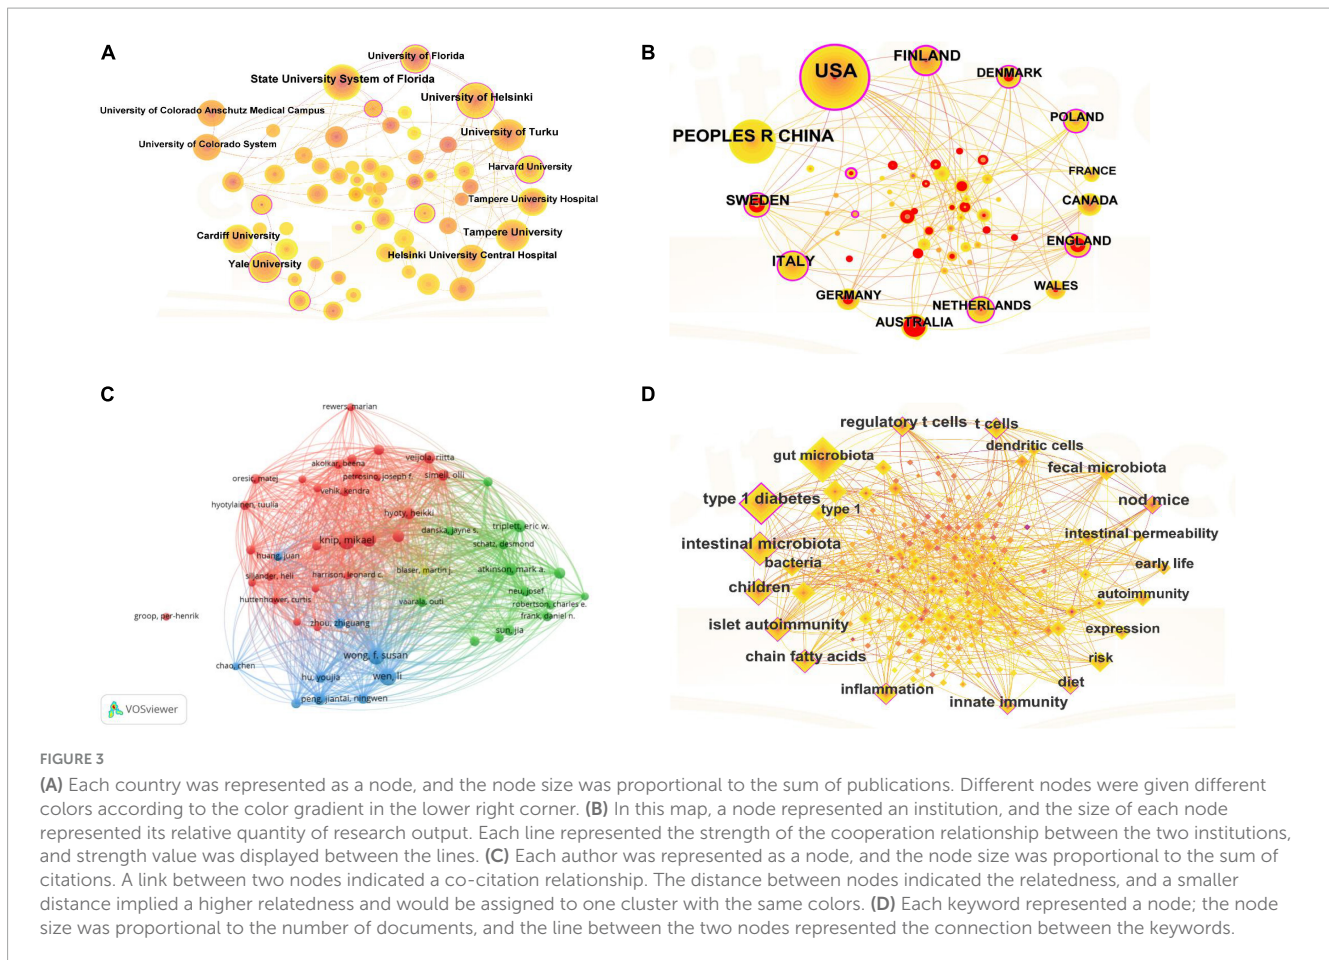 A
University of Florida
State University System of Florida
University of Helsinki
University of Colorado Anschutz Medical Campus
University of Turku
University of Colorado System
Harvard University
Tampere University Hospital
Cardiff University
Tampere University
Helsinki University Central Hospital
Yale University
B
USA
FINLAND
DENMARK
POLAND
PEOPLES R CHINA
FRANCE
SWEDEN
CANADA
ENGLAND
ITALY
WALES
GERMANY
NETHERLANDS
AUSTRALIA
C
rewers, marian
veijola, riitta
akolkar, beena
simell, olli
oresic, matej
petresino, joseph f.
vehik, kendra
hyotylainen, tuulia
hyoty, heikki
danska, jayne s.
triplett, eric w.
knip, mikael
schatz, desmond
huang, juan
blaser, martin j.
atkinson, mark a.
siljander, heli
harrison, leonard c.
neu, josef
huttenhower, curtis
vaarala, outi
robertson, charles e.
groop, per-henrik
frank, daniel n.
zhou, zhiguang
sun, jia
wong, f. susan
chao, chen
hu, youjia
wen, li
peng, jian
tai, ningwen
VOSviewer
D
regulatory t cells
t cells
dendritic cells
gut microbiota
fecal microbiota
type 1 diabetes
nod mice
type 1
intestinal permeability
intestinal microbiota
bacteria
early life
children
autoimmunity
islet autoimmunity
expression
chain fatty acids
risk
diet
inflammation
innate immunity
FIGURE 3
(A) Each country was represented as a node, and the node size was proportional to the sum of publications. Different nodes were given different
colors according to the color gradient in the lower right corner. (B) In this map, a node represented an institution, and the size of each node
represented its relative quantity of research output. Each line represented the strength of the cooperation relationship between the two institutions,
and strength value was displayed between the lines. (C) Each author was represented as a node, and the node size was proportional to the sum of
citations. A link between two nodes indicated a co-citation relationship. The distance between nodes indicated the relatedness, and a smaller
distance implied a higher relatedness and would be assigned to one cluster with the same colors. (D) Each keyword represented a node; the node
size was proportional to the number of documents, and the line between the two nodes represented the connection between the keywords.